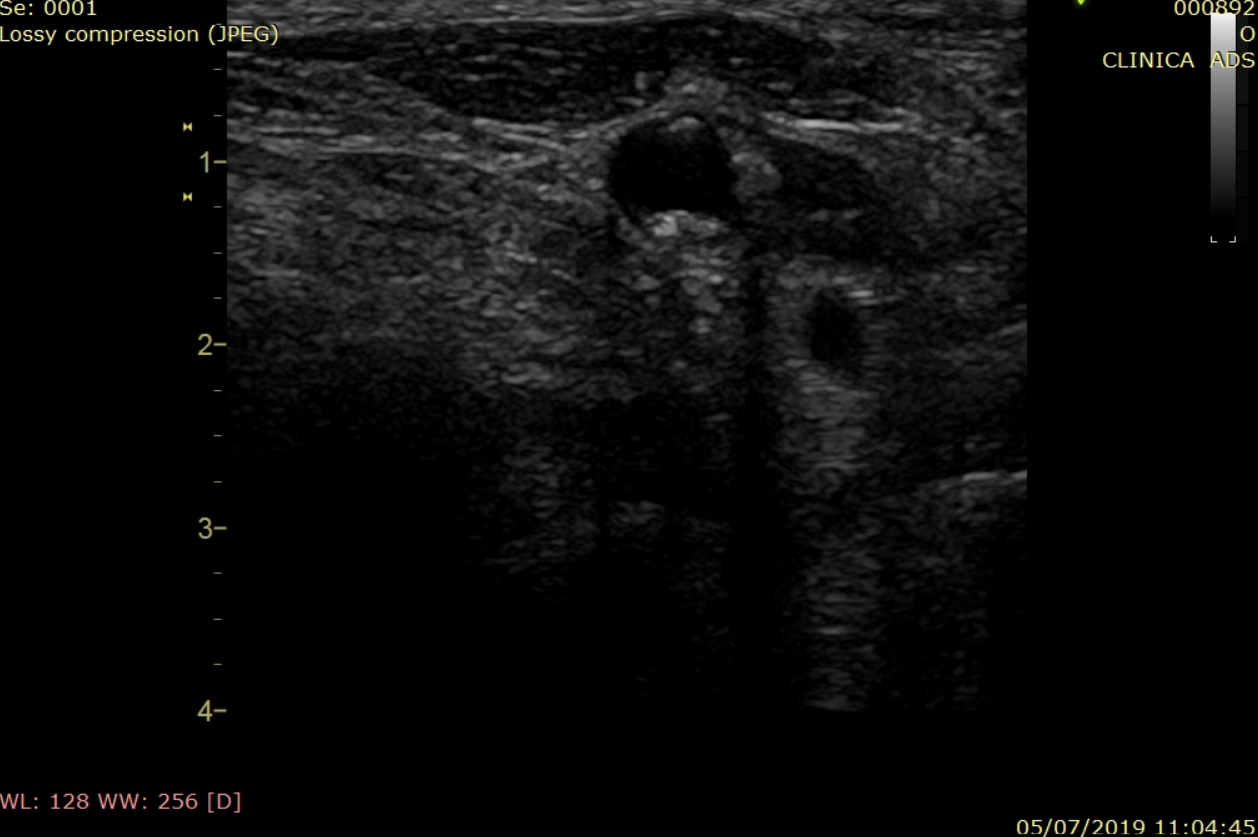 Se: 0001
Lossy compression (JPEG)
000892
O
CLINICA ADS
1
2
3
4
WL: 128 WW: 256 [D]
05/07/2019 11:04:45